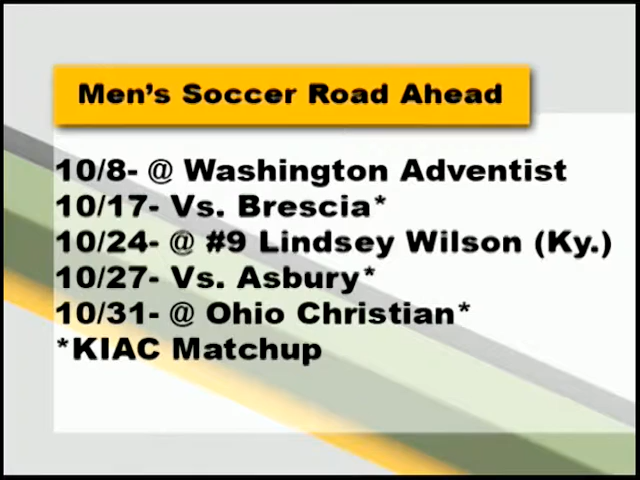 Men's Soccer Road Ahead
10/8- @ Washington Adventist
10/17- Vs. Brescia*
10/24- @ #9 Lindsey Wilson (Ky.)
10/27- Vs. Asbury*
10/31- @ Ohio Christian*
*KIAC Matchup